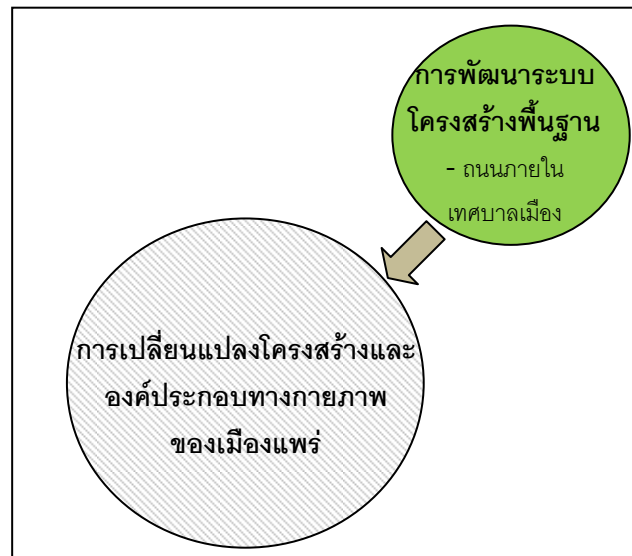 การพัฒนาระบบ
โครงสร้างพื้นฐาน
- ถนนภายใน
เทศบาลเมือง
การเปลี่ยนแปลงโครงสร้างและ
องค์ประกอบทางกายภาพ
ของเมืองแพร่